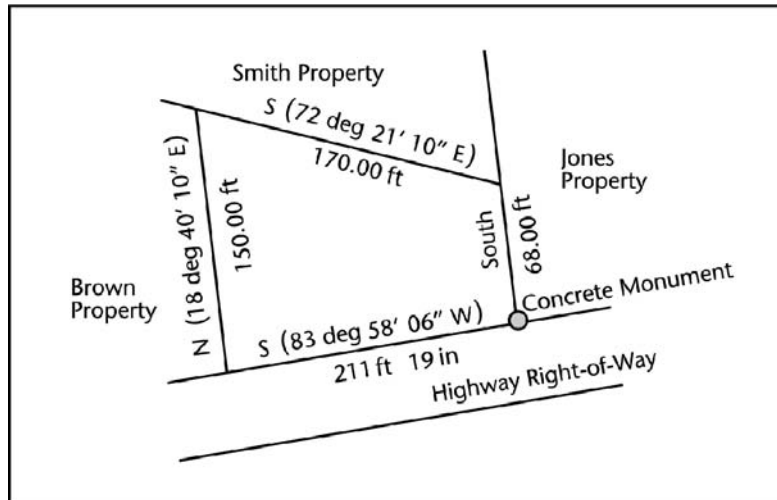 Smith Property
S (72 deg 21' 10" E)
170.00 ft
Jones
Property
N (18 deg 40' 10" E)
150.00 ft
South
68.00 ft
Brown
Property
Concrete Monument
S (83 deg 58' 06" W)
211 ft 19 in
Highway Right-of-Way